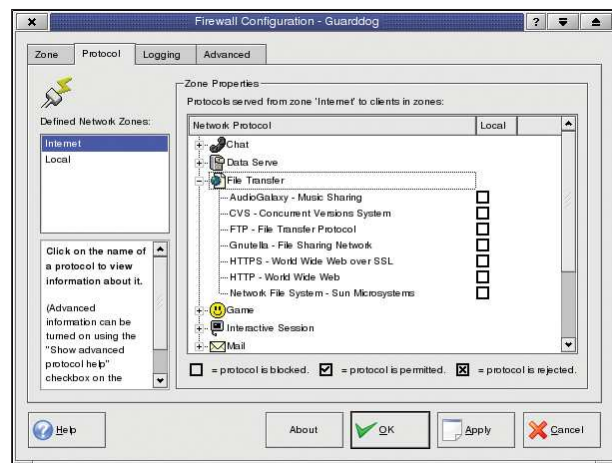 Firewall Configuration - Guarddog
Zone Protocol Logging Advanced
Defined Network Zones:
Internet
Local
Click on the name of
a protocol to view
information about it.
(Advanced
information can be
turned on using the
"Show advanced
protocol help"
checkbox on the
Zone Properties
Protocols served from zone 'Internet' to clients in zones:
Network Protocol Local
Chat
Data Serve
File Transfer
AudioGalaxy - Music Sharing
CVS - Concurrent Versions System
FTP - File Transfer Protocol
Gnutella - File Sharing Network
HTTPS - World Wide Web over SSL
HTTP - World Wide Web
Network File System - Sun Microsystems
Game
Interactive Session
Mail
= protocol is blocked. = protocol is permitted. = protocol is rejected.
Help About OK Apply Cancel